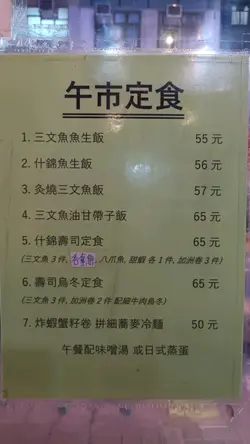 午市定食
1. 三文魚魚生飯 55 元
2. 什錦魚生飯 56 元
3. 灸燒三文魚飯 57 元
4. 三文魚油甘帶子飯 65 元
5. 什錦壽司定食 65 元
(三文魚 3 件, 八爪魚, 甜蝦 各 1 件, 加洲卷 3 件)
6. 壽司烏冬定食 65 元
(三文魚 3 件, 加洲卷 2 件 配細牛肉烏冬)
7. 炸蝦蟹籽卷 拼細蕎麥冷麵 50 元
午餐配味噌湯 或日式蒸蛋